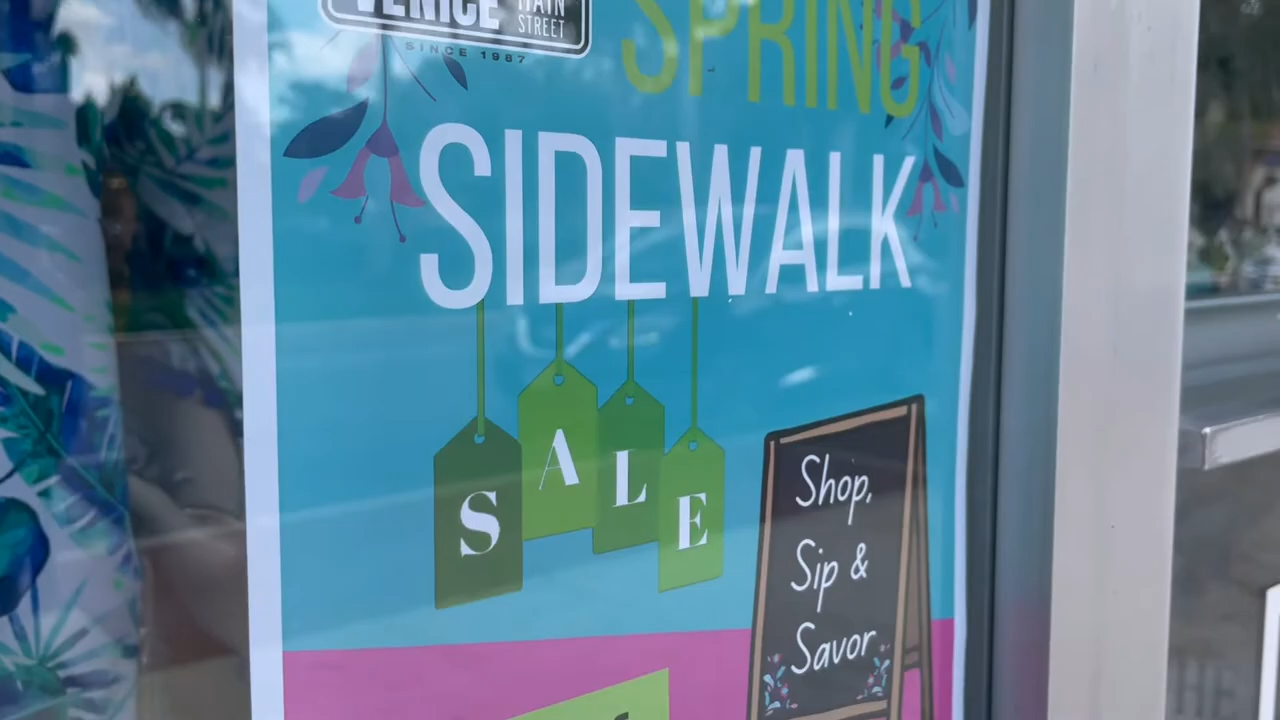 VENICE
MAIN
STREET
SINCE 1987
SPRING
SIDEWALK
SALE
Shop,
Sip &
Savor